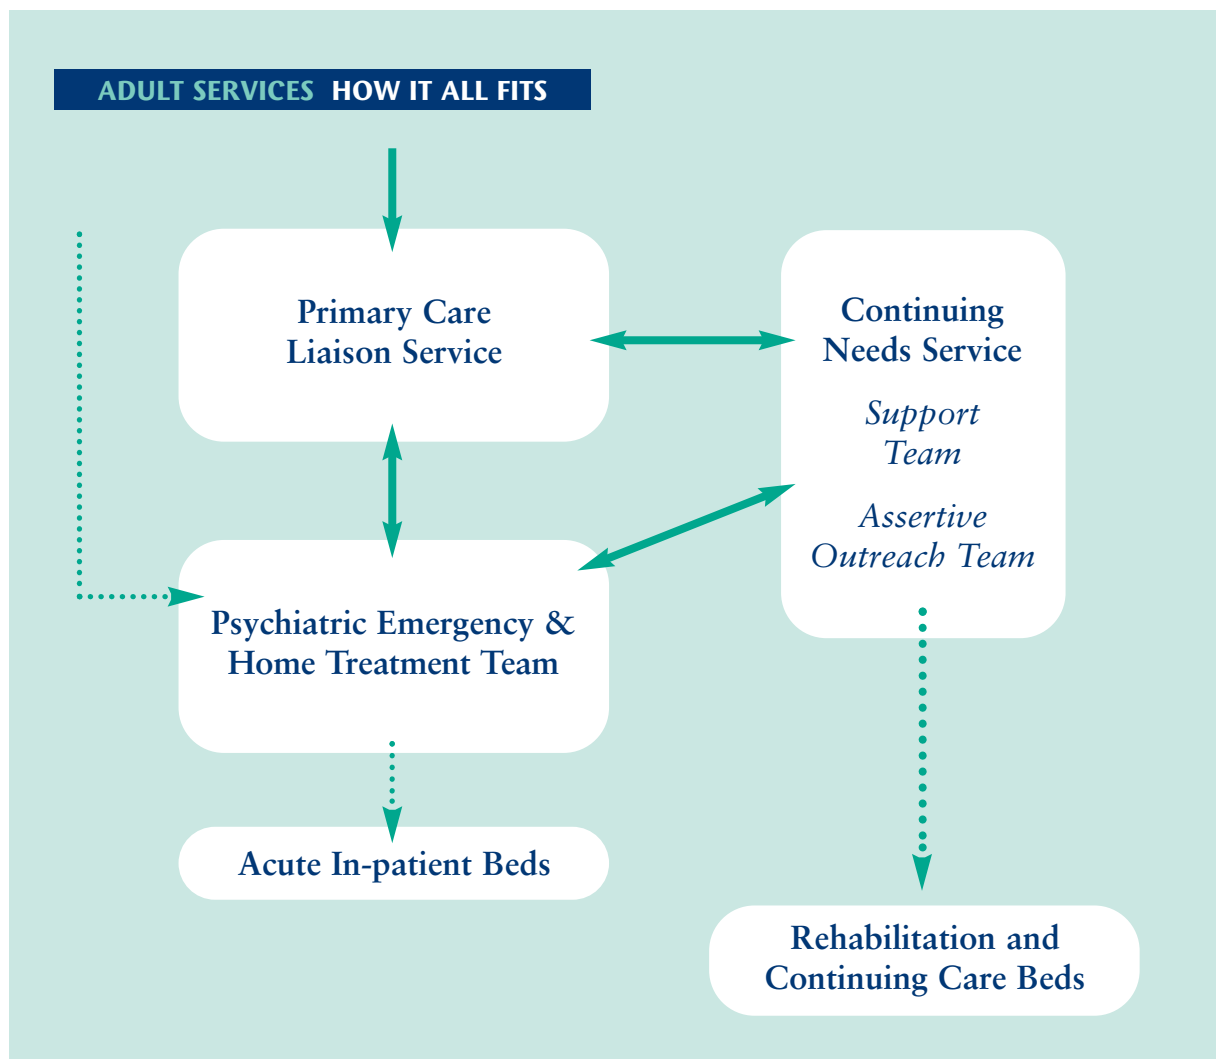 ADULT SERVICES HOW IT ALL FITS
Primary Care
Liaison Service
Continuing
Needs Service
Support
Team
Assertive
Outreach Team
Psychiatric Emergency &
Home Treatment Team
Acute In-patient Beds
Rehabilitation and
Continuing Care Beds